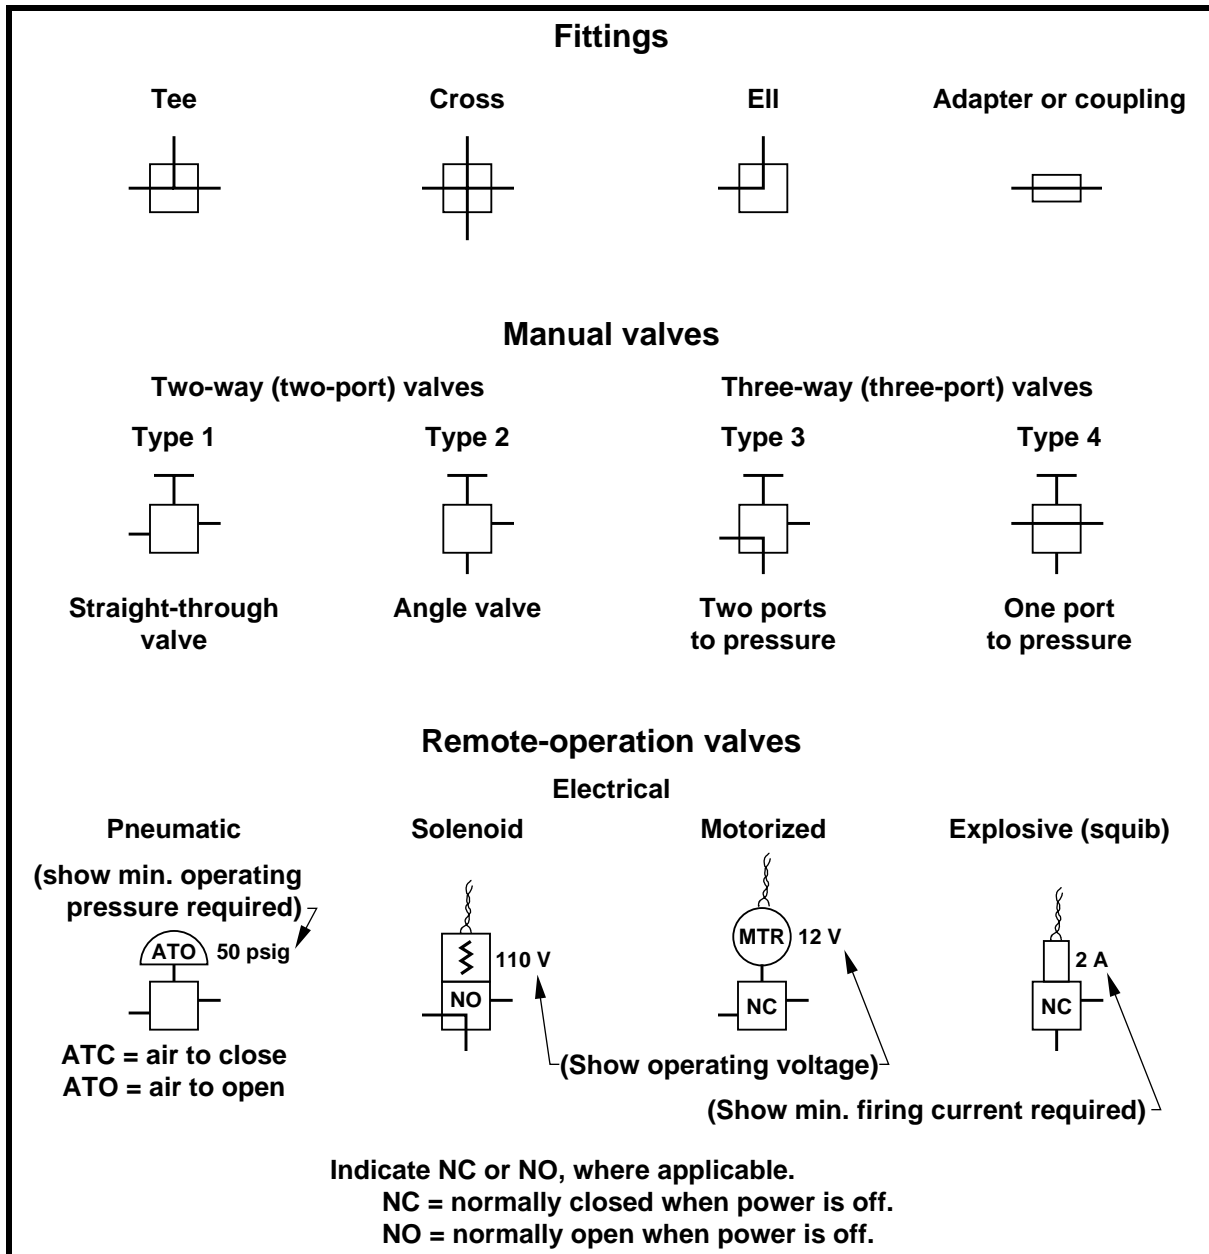 Fittings
Tee
Cross
Ell
Adapter or coupling
Manual valves
Two-way (two-port) valves
Three-way (three-port) valves
Type 1
Type 2
Type 3
Type 4
Straight-through
valve
Angle valve
Two ports
to pressure
One port
to pressure
Remote-operation valves
Electrical
Pneumatic
Solenoid
Motorized
Explosive (squib)
(show min. operating
pressure required)
ATO
50 psig
110 V
NO
MTR
12 V
NC
2 A
NC
ATC = air to close
ATO = air to open
(Show operating voltage)
(Show min. firing current required)
Indicate NC or NO, where applicable.
NC = normally closed when power is off.
NO = normally open when power is off.